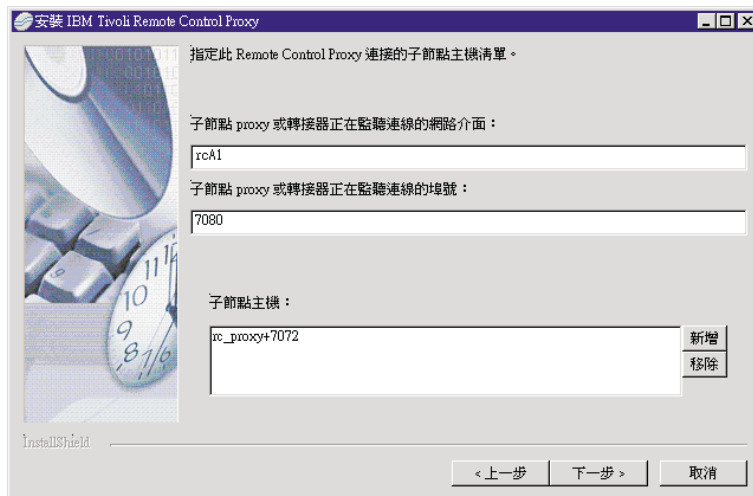 安裝 IBM Tivoli Remote Control Proxy
指定此 Remote Control Proxy 連接的子節點主機清單。
子節點 proxy 或轉接器正在監聽連線的網路介面：
rcA1
子節點 proxy 或轉接器正在監聽連線的埠號：
7080
子節點主機：
rc_proxy+7072
新增
移除
InstallShield
<上一步
下一步>
取消